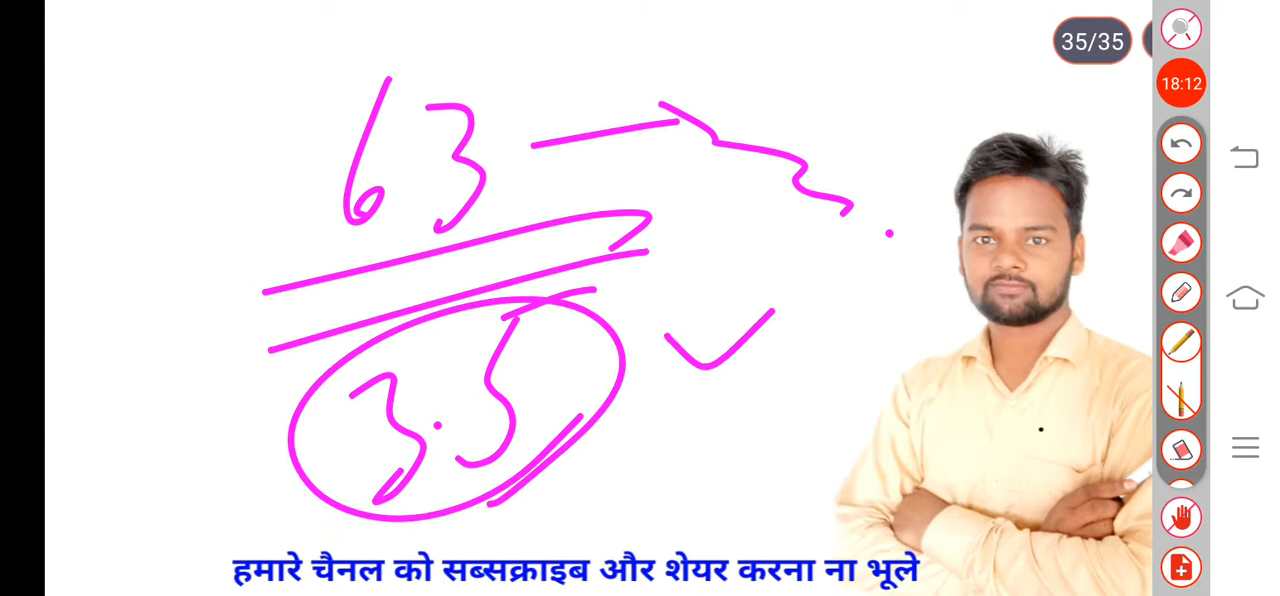 35/35
18:12
63
3.5
हमारे चैनल को सब्सक्राइब और शेयर करना ना भूले